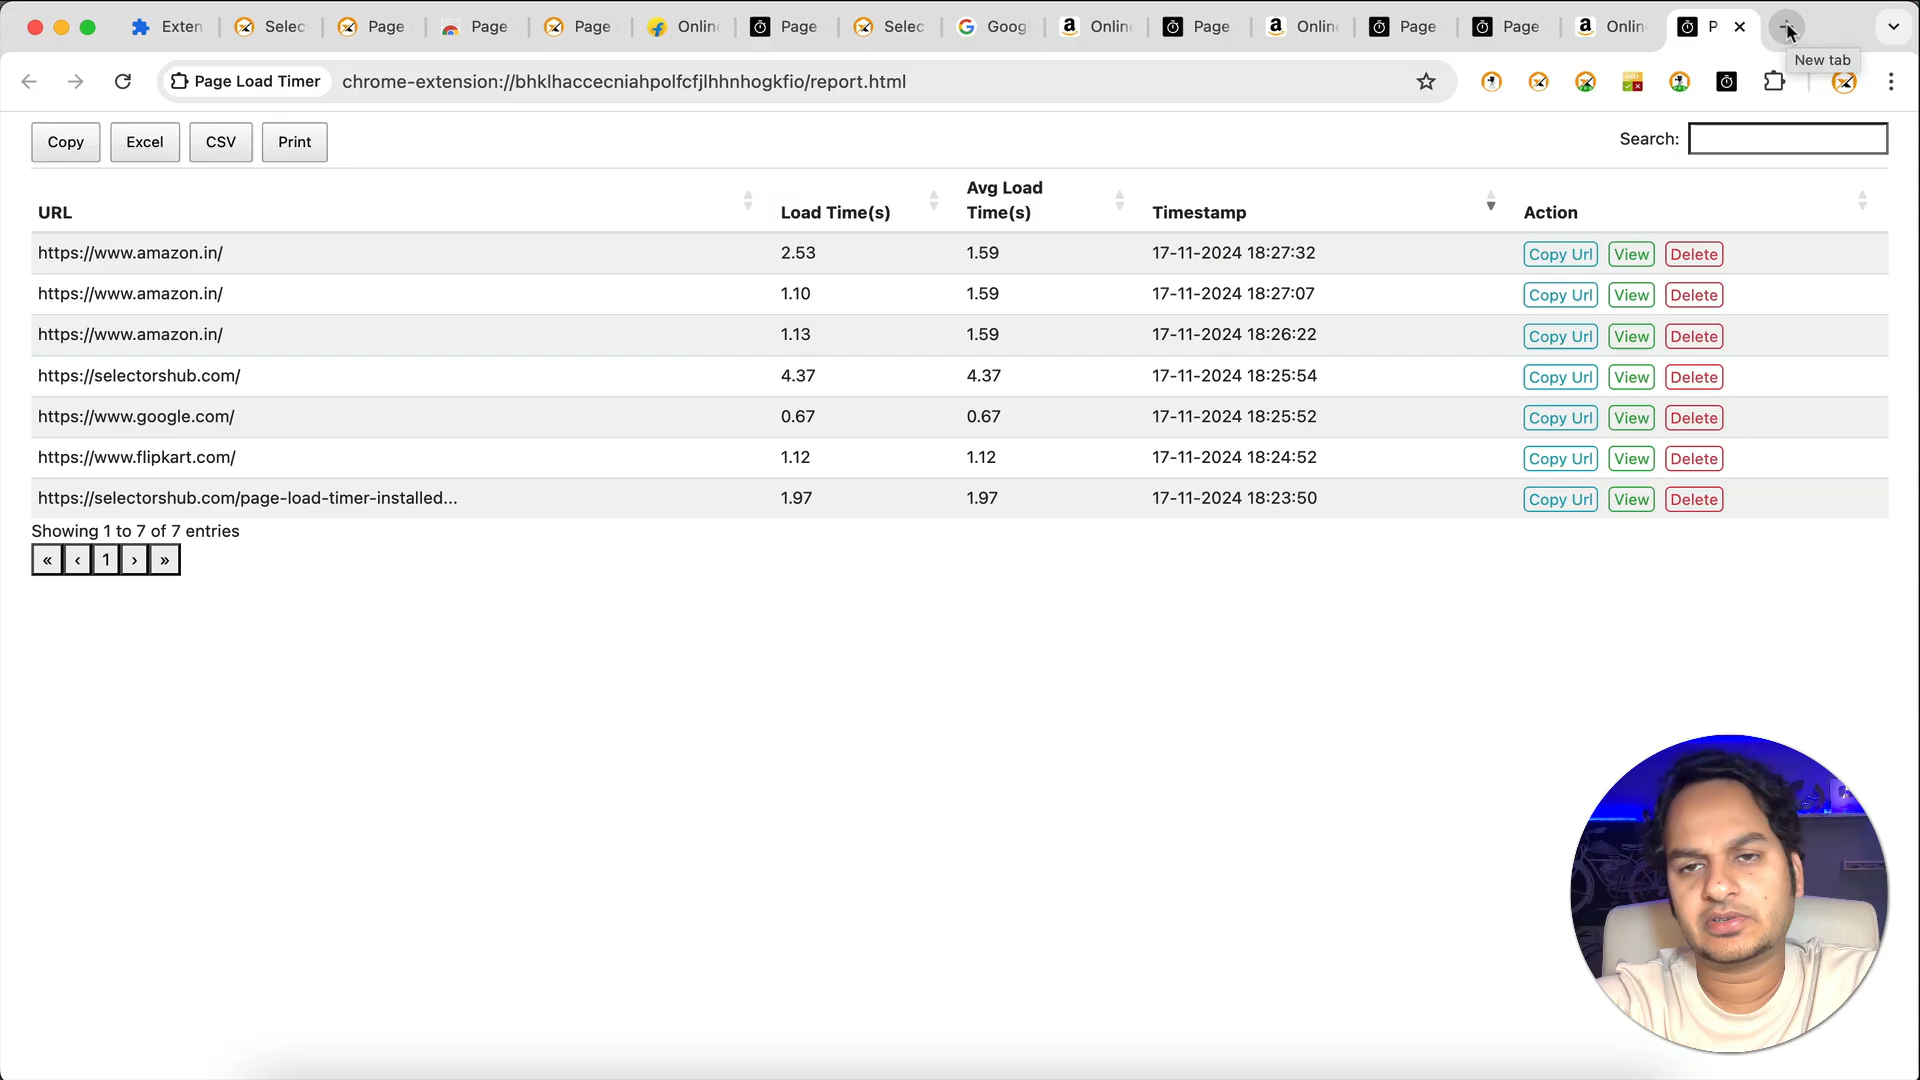 Exten Selec Page Page Page Onlin Page Selec Googl Onlin Page Onlin Page Page Onlin P
New tab
Page Load Timer chrome-extension://bhklhaccecniahpolfcfjlhhnhogkfio/report.html
Copy Excel CSV Print Search:
URL Load Time(s) Avg Load Time(s) Timestamp Action
https://www.amazon.in/ 2.53 1.59 17-11-2024 18:27:32 Copy Url View Delete
https://www.amazon.in/ 1.10 1.59 17-11-2024 18:27:07 Copy Url View Delete
https://www.amazon.in/ 1.13 1.59 17-11-2024 18:26:22 Copy Url View Delete
https://selectorshub.com/ 4.37 4.37 17-11-2024 18:25:54 Copy Url View Delete
https://www.google.com/ 0.67 0.67 17-11-2024 18:25:52 Copy Url View Delete
https://www.flipkart.com/ 1.12 1.12 17-11-2024 18:24:52 Copy Url View Delete
https://selectorshub.com/page-load-timer-installed... 1.97 1.97 17-11-2024 18:23:50 Copy Url View Delete
Showing 1 to 7 of 7 entries
« ‹ 1 › »